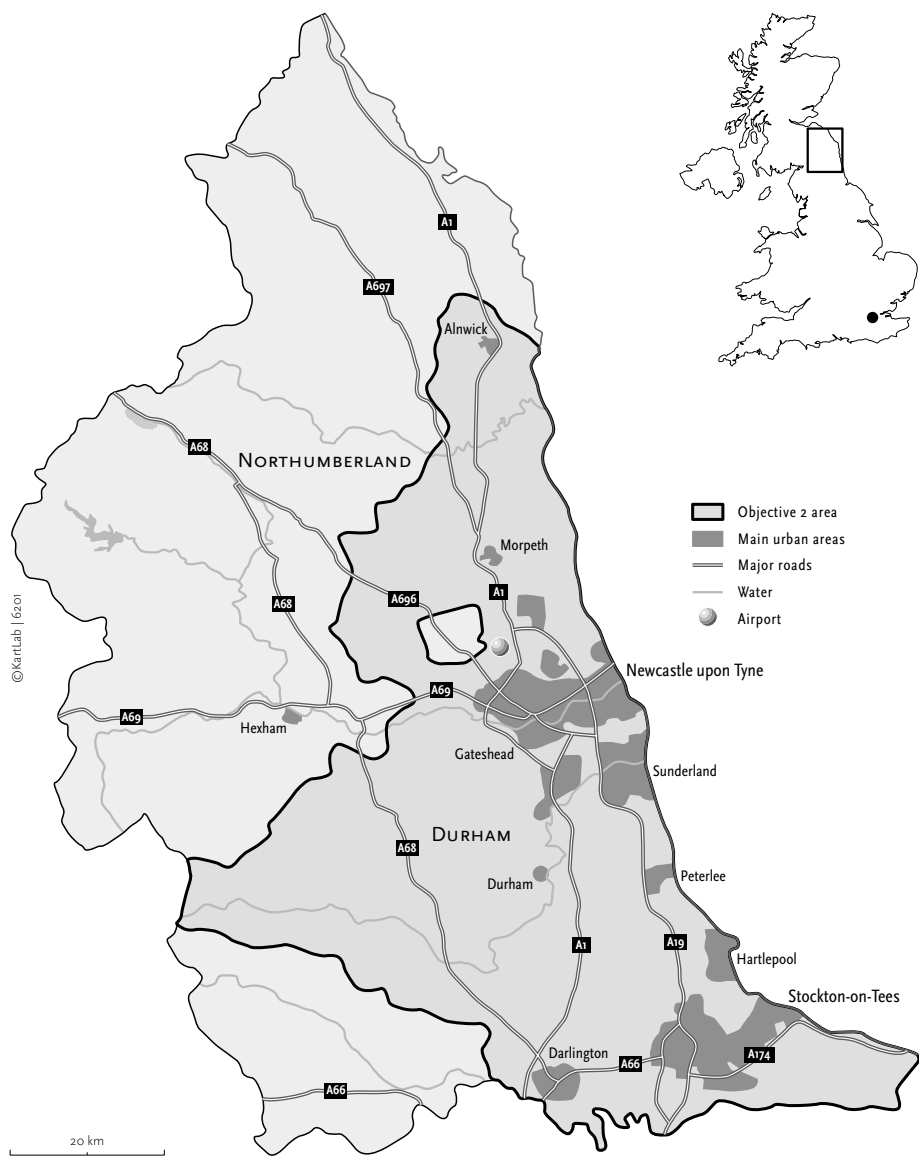 A1
A697
Alnwick
A68
NORTHUMBERLAND
Objective 2 area
Main urban areas
Major roads
Water
Airport
Morpeth
A1
A68
A696
©KartLab | 6201
Newcastle upon Tyne
A69
A69
Hexham
Gateshead
Sunderland
DURHAM
A68
Durham
Peterlee
A1
A19
Hartlepool
Stockton-on-Tees
Darlington
A66
A174
A66
20 km